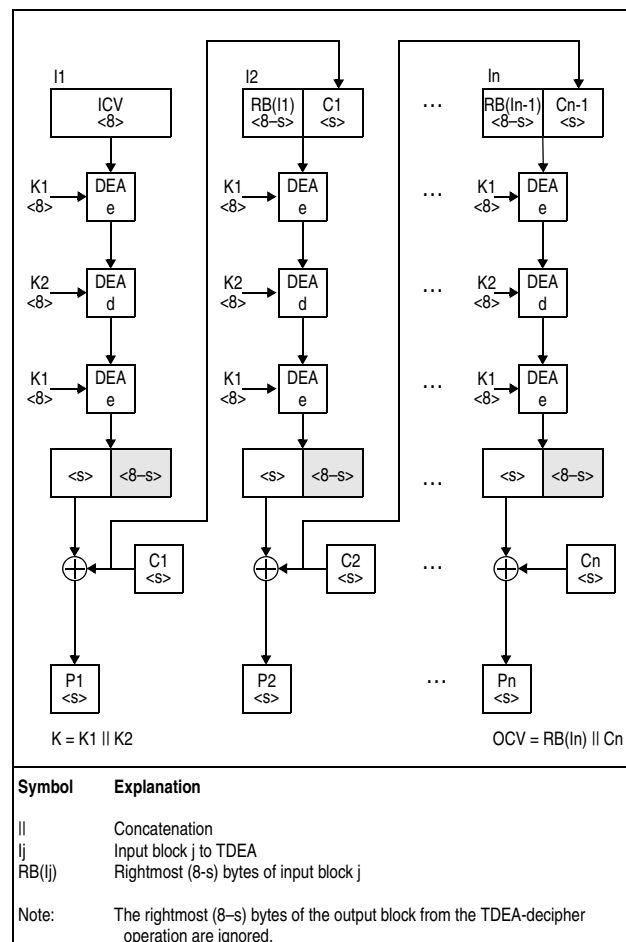 I1 I2 In
ICV RB(I1) C1 ... RB(In-1) Cn-1
<8> <8–s> <s> <8–s> <s>
K1 DEA K1 DEA ... K1 DEA
<8> e <8> e <8> e
K2 DEA K2 DEA ... K2 DEA
<8> d <8> d <8> d
K1 DEA K1 DEA ... K1 DEA
<8> e <8> e <8> e
<s> <8–s> <s> <8–s> ... <s> <8–s>
C1 C2 ... Cn
<s> <s> <s>
P1 P2 ... Pn
<s> <s> <s>
K = K1 || K2 OCV = RB(In) || Cn
Symbol Explanation
|| Concatenation
Ij Input block j to TDEA
RB(Ij) Rightmost (8-s) bytes of input block j
Note: The rightmost (8–s) bytes of the output block from the TDEA-decipher
operation are ignored.